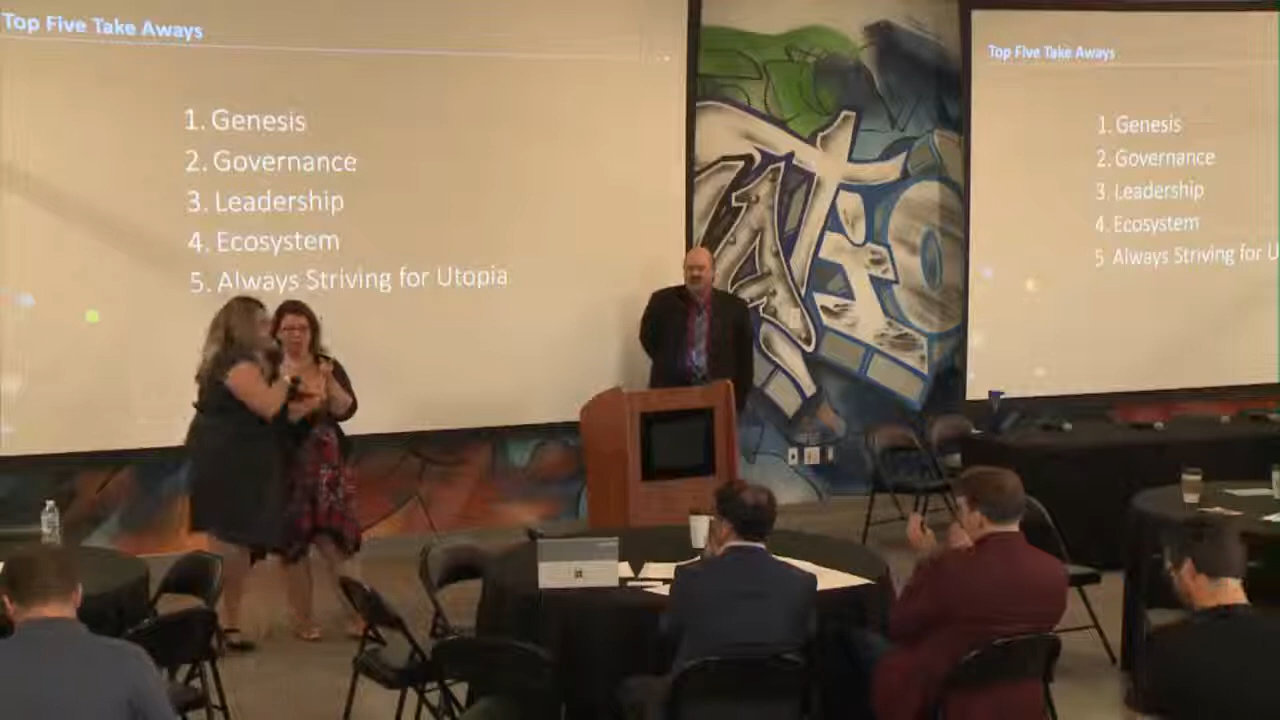 Top Five Take Aways
1. Genesis
2. Governance
3. Leadership
4. Ecosystem
5. Always Striving for Utopia
Top Five Take Aways
1. Genesis
2. Governance
3. Leadership
4. Ecosystem
5 Always Striving for U